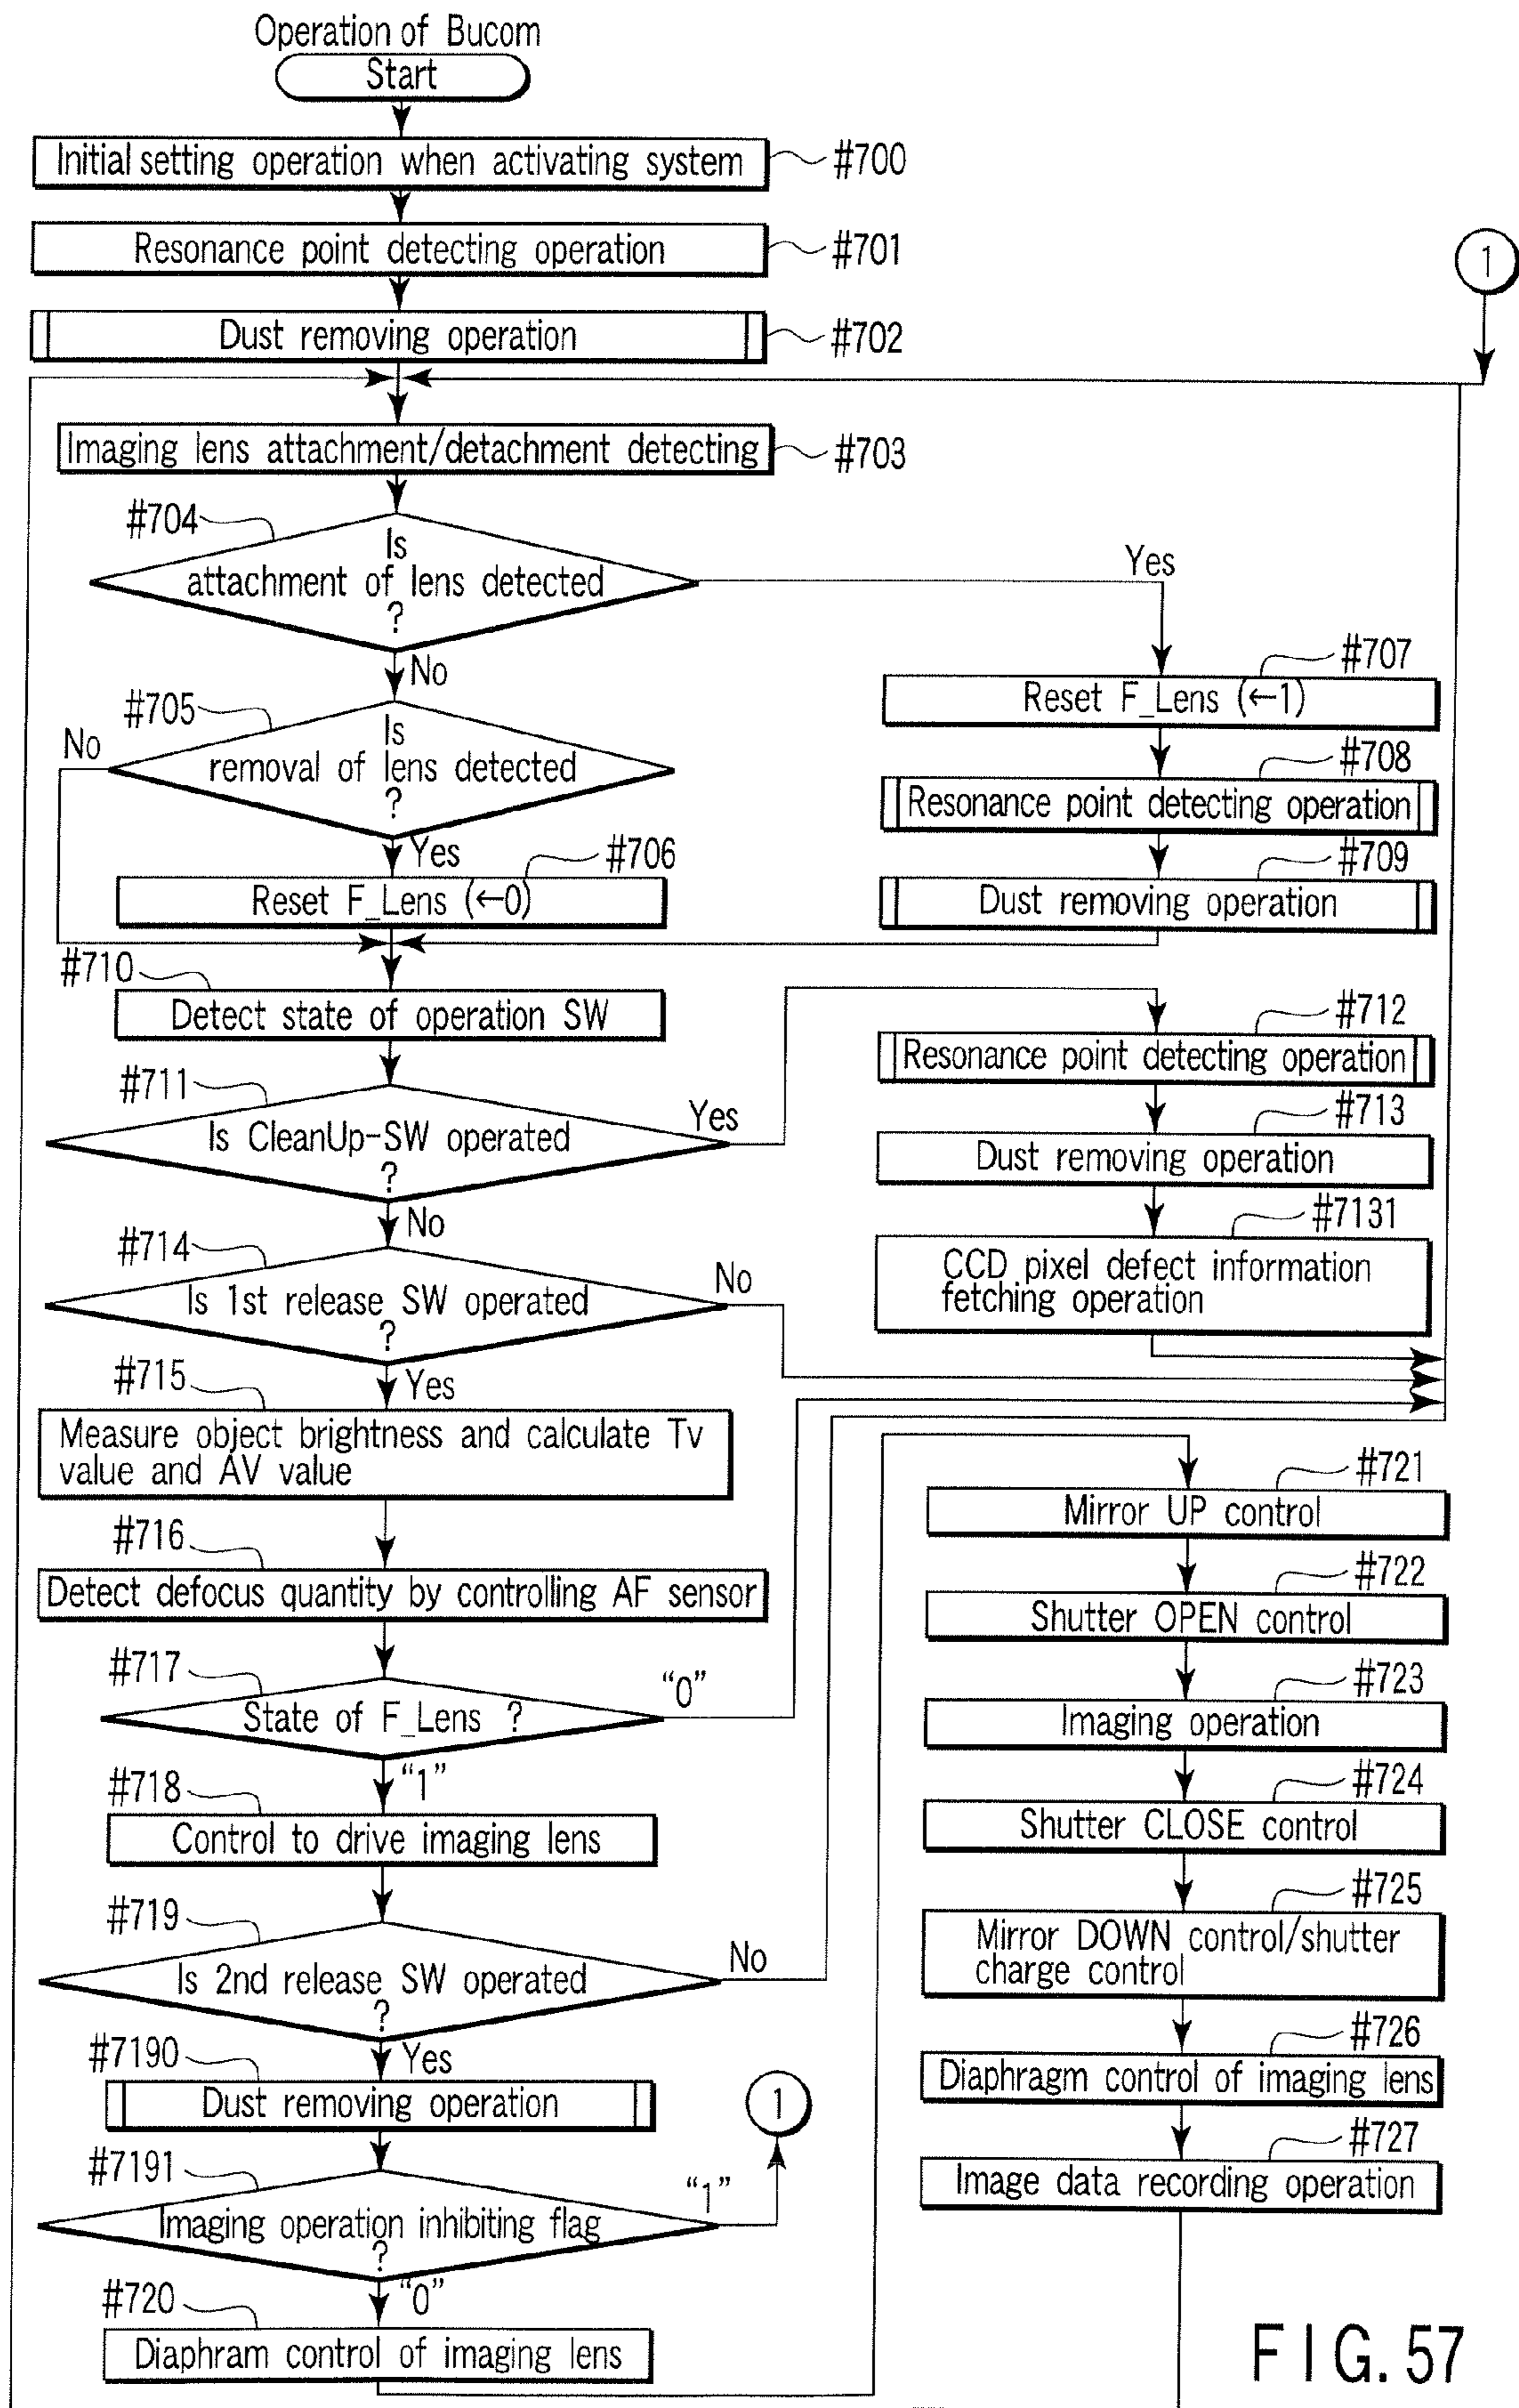 Operation of Bucom
Start
Initial setting operation when activating system
#700
Resonance point detecting operation
#701
1
Dust removing operation
#702
Imaging lens attachment/detachment detecting
#703
#704
Is
attachment of lens detected
?
Yes
No
#705
Is
removal of lens detected
?
No
Yes
#706
Reset F_Lens (←0)
#707
Reset F_Lens (←1)
#708
Resonance point detecting operation
#709
Dust removing operation
#710
Detect state of operation SW
#711
Is CleanUp-SW operated
?
Yes
No
#712
Resonance point detecting operation
#713
Dust removing operation
#7131
CCD pixel defect information
fetching operation
#714
Is 1st release SW operated
?
No
Yes
#715
Measure object brightness and calculate Tv
value and AV value
#716
Detect defocus quantity by controlling AF sensor
#717
State of F_Lens ?
“0”
“1”
#718
Control to drive imaging lens
#719
Is 2nd release SW operated
?
No
Yes
#7190
Dust removing operation
1
#7191
Imaging operation inhibiting flag
?
“1”
“0”
#720
Diaphram control of imaging lens
#721
Mirror UP control
#722
Shutter OPEN control
#723
Imaging operation
#724
Shutter CLOSE control
#725
Mirror DOWN control/shutter
charge control
#726
Diaphragm control of imaging lens
#727
Image data recording operation
FIG. 57